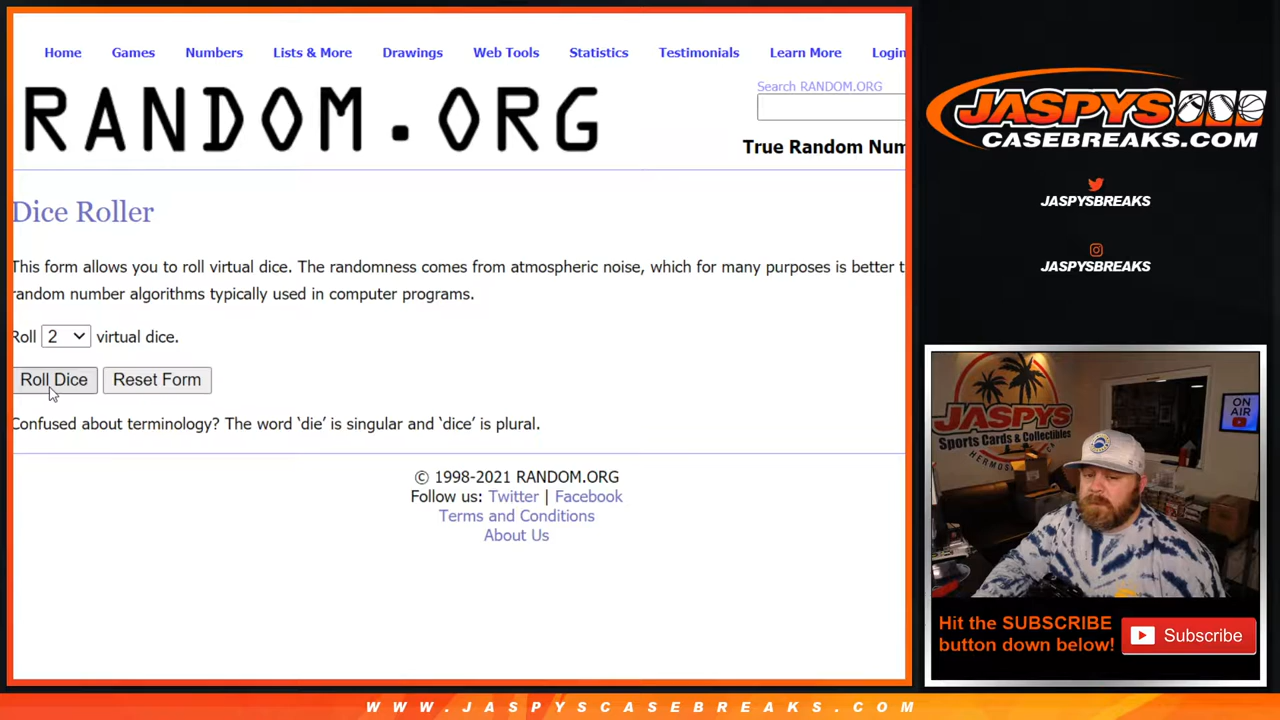 Home Games Numbers Lists & More Drawings Web Tools Statistics Testimonials Learn More Login
RANDOM.ORG
Search RANDOM.ORG
True Random Num
Dice Roller
This form allows you to roll virtual dice. The randomness comes from atmospheric noise, which for many purposes is better t
random number algorithms typically used in computer programs.
Roll 2 virtual dice.
Roll Dice Reset Form
Confused about terminology? The word ‘die’ is singular and ‘dice’ is plural.
© 1998-2021 RANDOM.ORG
Follow us: Twitter | Facebook
Terms and Conditions
About Us
JASPYS
CASEBREAKS.COM
JASPYSBREAKS
JASPYSBREAKS
JASPYS
Sports Cards & Collectibles
ON
AIR
Hit the SUBSCRIBE
button down below!
Subscribe
WWW.JASPYSCASEBREAKS.COM